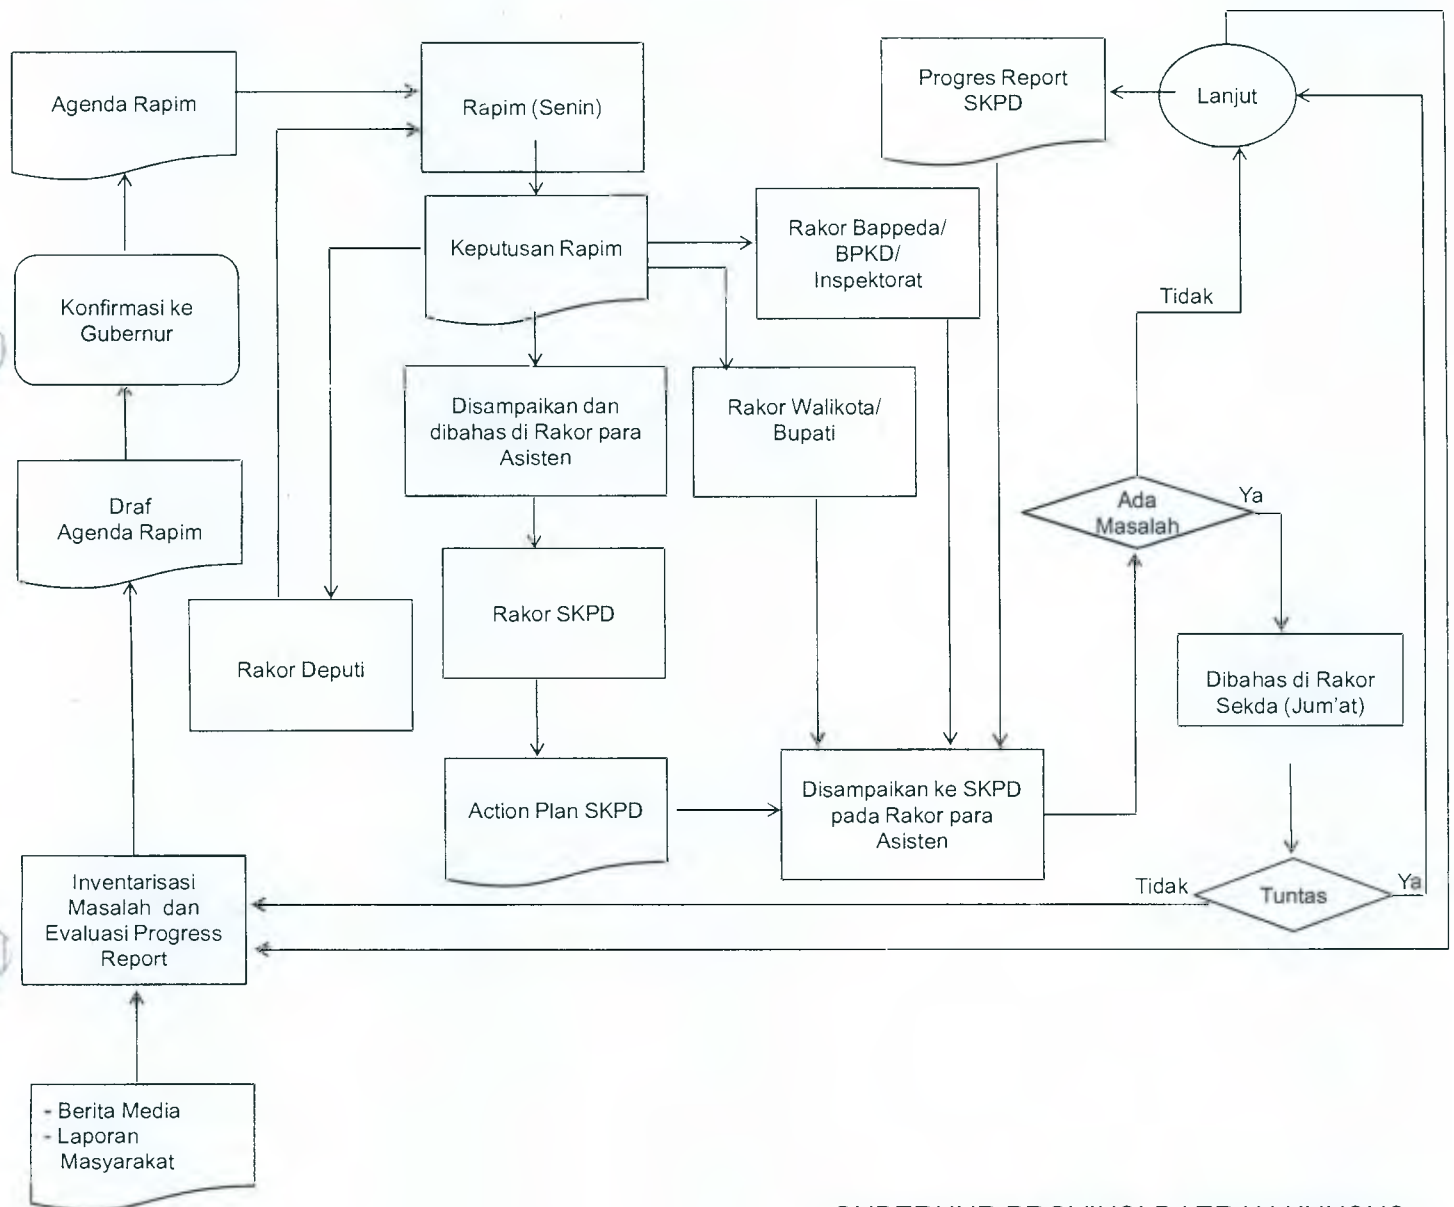 Agenda Rapim
Rapim (Senin)
Progres Report
SKPD
Lanjut
Keputusan Rapim
Rakor Bappeda/
BPKD/
Inspektorat
Konfirmasi ke
Gubernur
Tidak
Disampaikan dan
dibahas di Rakor para
Asisten
Rakor Walikota/
Bupati
Draf
Agenda Rapim
Ada
Masalah
Ya
Rakor SKPD
Rakor Deputi
Dibahas di Rakor
Sekda (Jum'at)
Action Plan SKPD
Disampaikan ke SKPD
pada Rakor para
Asisten
Inventarisasi
Masalah dan
Evaluasi Progress
Report
Tidak
Tuntas
Ya
- Berita Media
- Laporan
Masyarakat